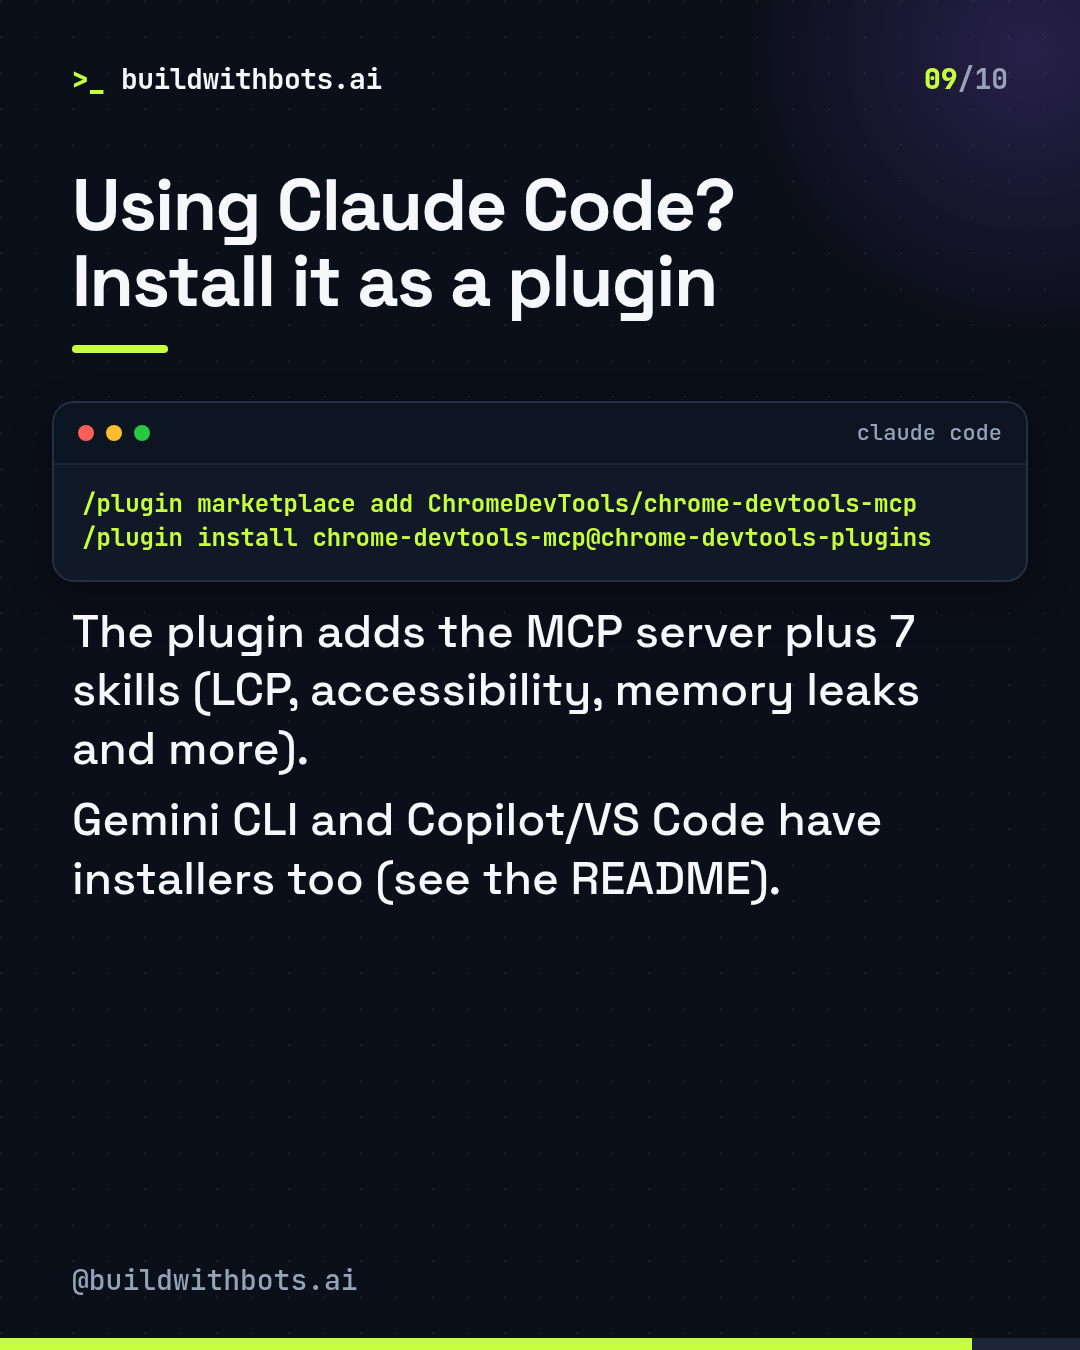 >_ buildwithbots.ai
09/10
Using Claude Code?
Install it as a plugin
claude code
/plugin marketplace add ChromeDevTools/chrome-devtools-mcp
/plugin install chrome-devtools-mcp@chrome-devtools-plugins
The plugin adds the MCP server plus 7
skills (LCP, accessibility, memory leaks
and more).
Gemini CLI and Copilot/VS Code have
installers too (see the README).
@buildwithbots.ai